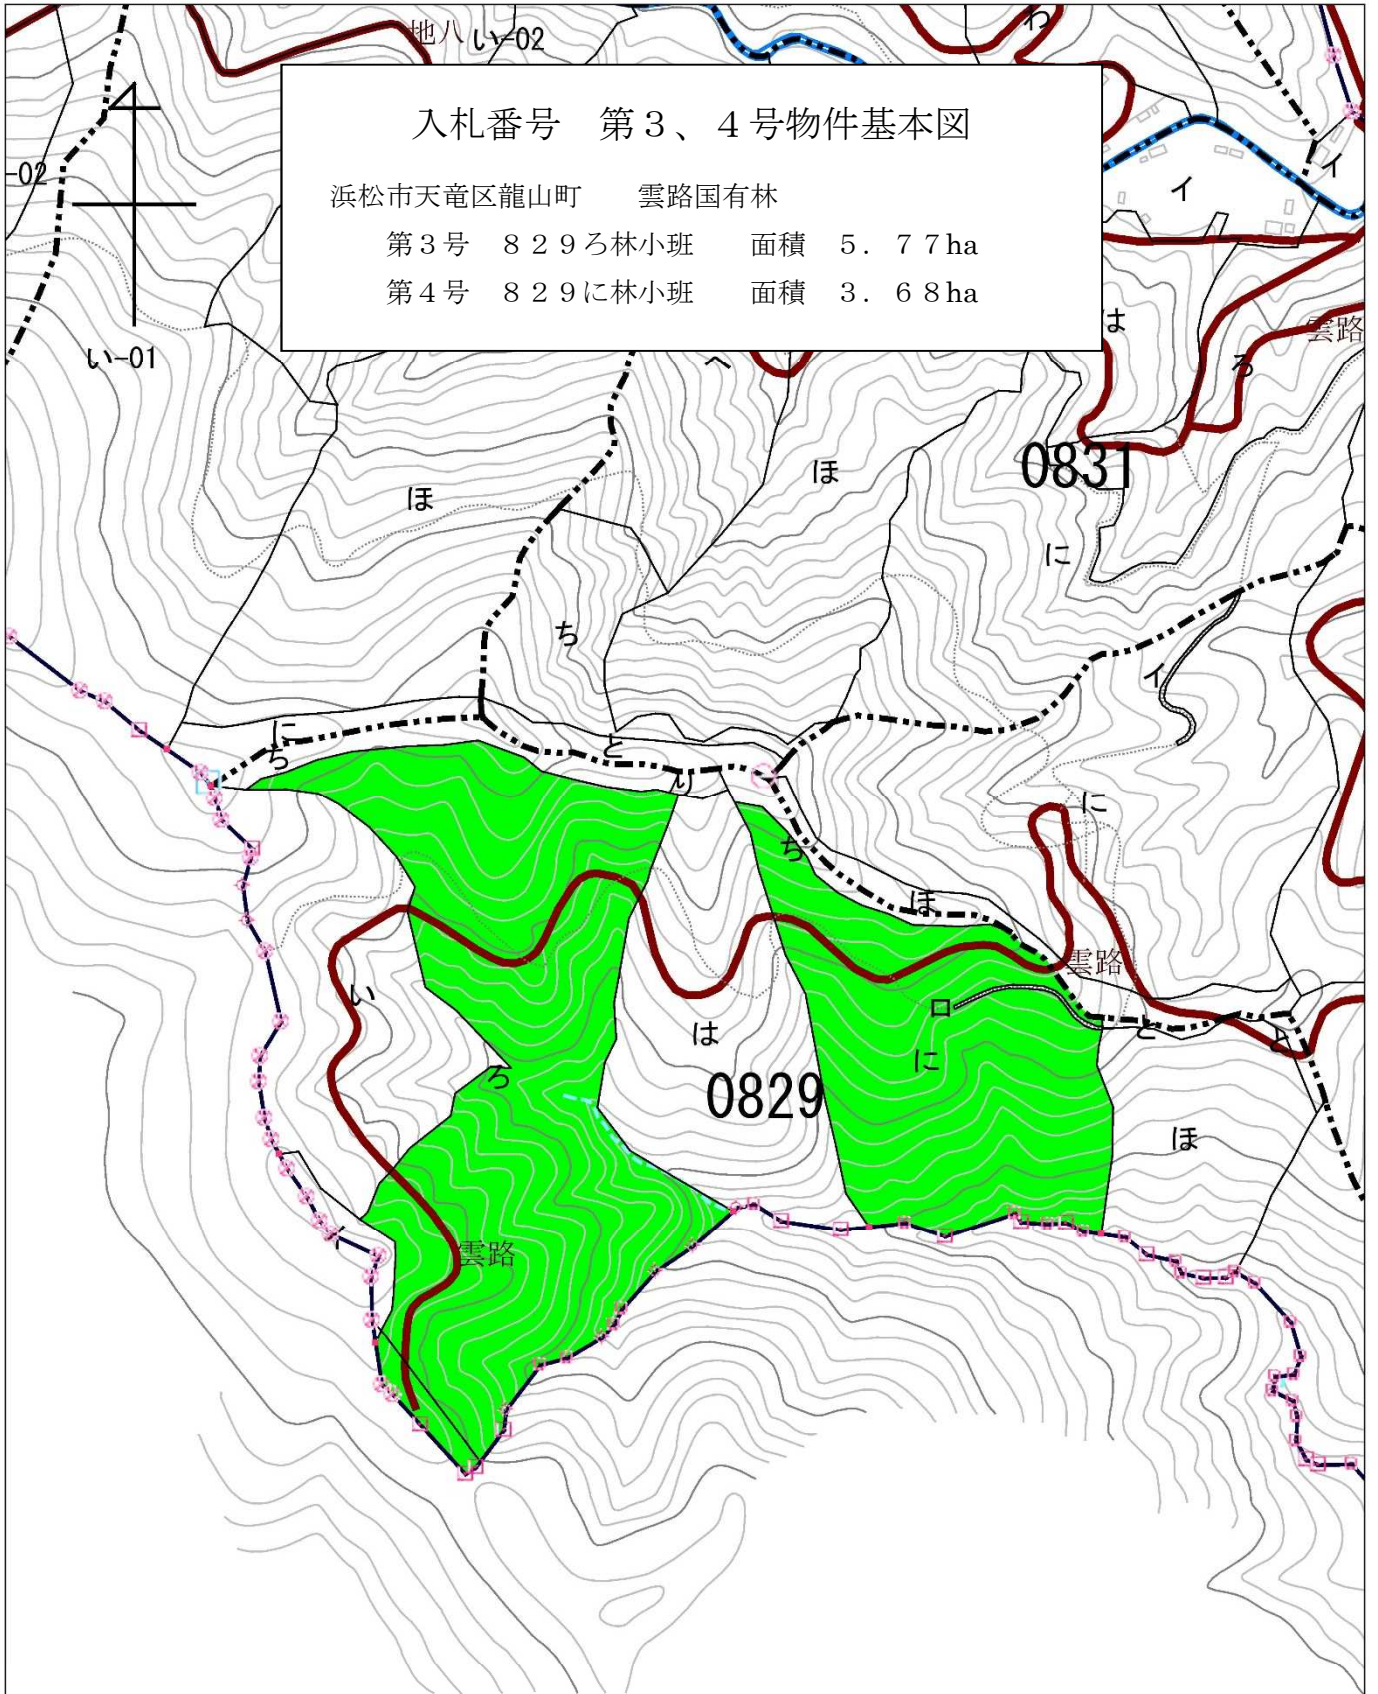 地八 い-02
わ
入札番号　第３、４号物件基本図
浜松市天竜区龍山町　　雲路国有林
第３号　８２９ろ林小班　　面積　５．７７ha
第４号　８２９に林小班　　面積　３．６８ha
-02
イ
イ
い-01
へ
は
ろ
雲路
ほ
ほ
0831
に
ち
イ
に
ち
と
り
に
ち
ほ
雲路
い
ロ
は
に
と
と
ろ
0829
ほ
イ
雲路